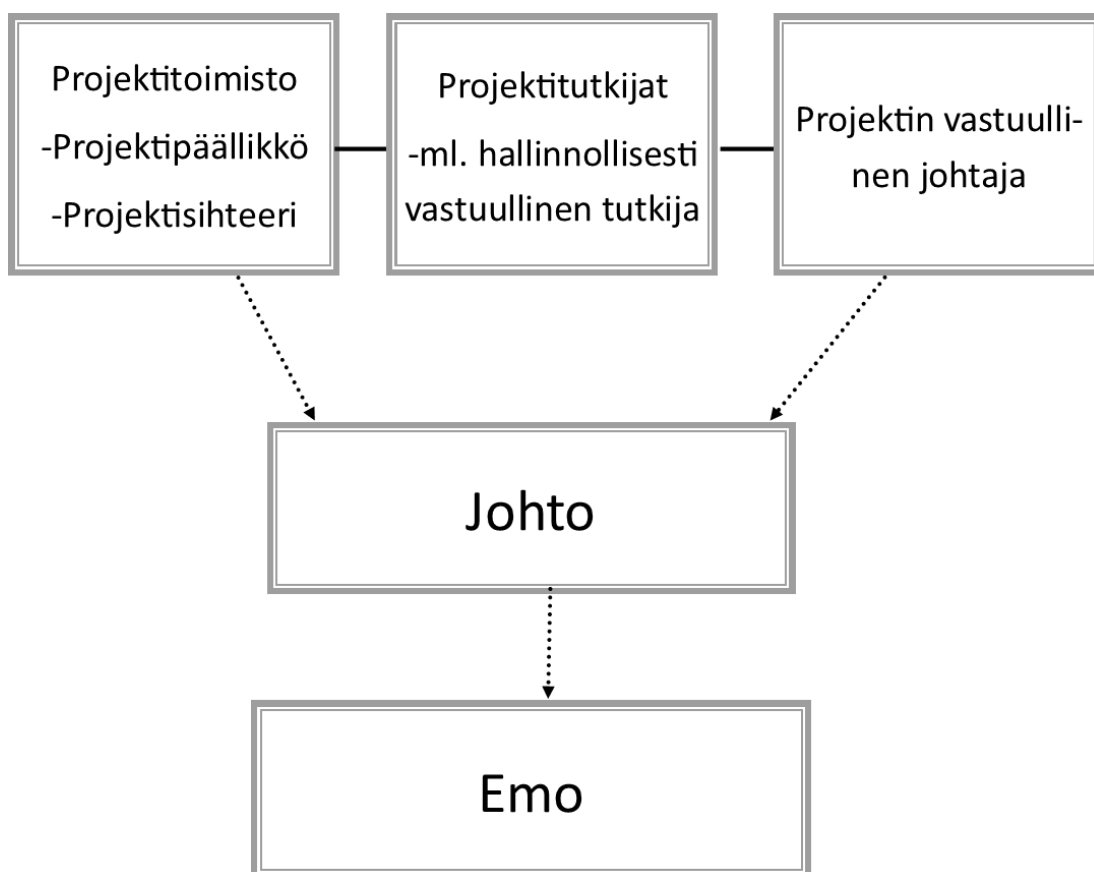 Projektitoimisto
-Projektipäällikkö
-Projektisihteeri
Projektitutkijat
-ml. hallinnollisesti
vastuullinen tutkija
Projektin vastuulli-
nen johtaja
Johto
Emo